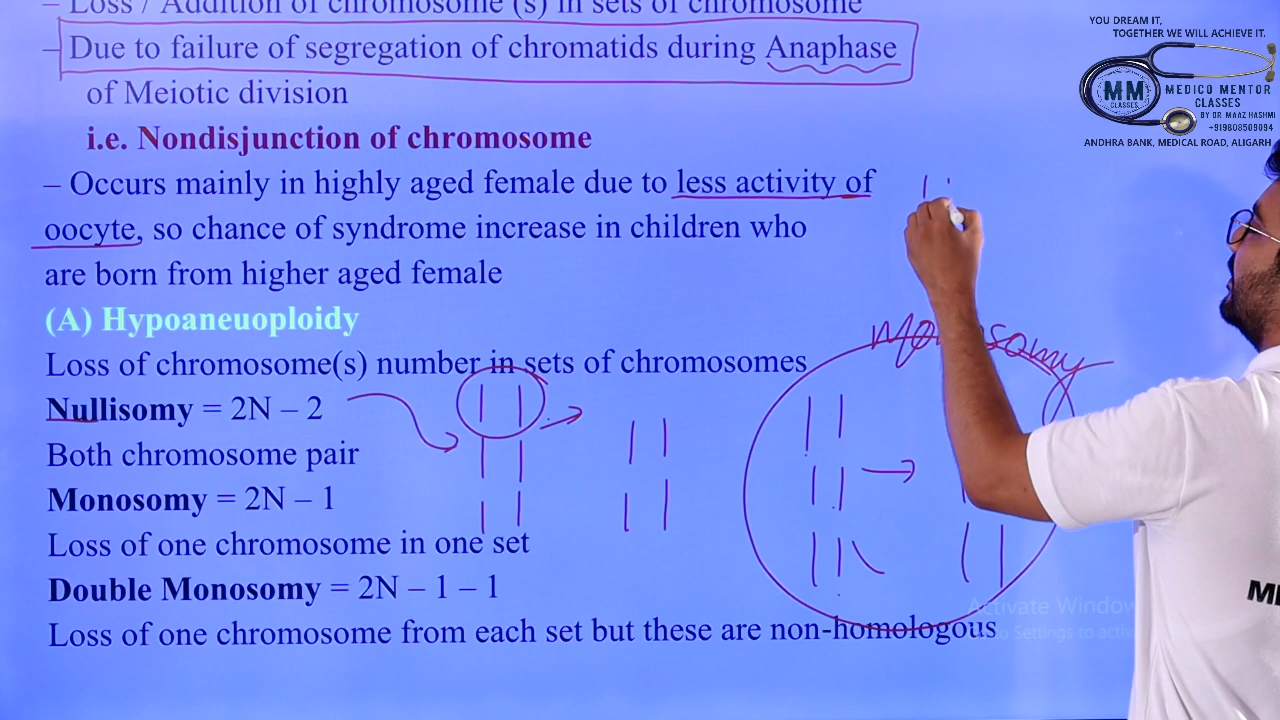 – Loss / Addition of chromosome (s) in sets of chromosome
– Due to failure of segregation of chromatids during Anaphase
of Meiotic division
i.e. Nondisjunction of chromosome
– Occurs mainly in highly aged female due to less activity of
oocyte, so chance of syndrome increase in children who
are born from higher aged female
(A) Hypoaneuoploidy
Loss of chromosome(s) number in sets of chromosomes
Nullisomy = 2N – 2
Both chromosome pair
Monosomy = 2N – 1
Loss of one chromosome in one set
Double Monosomy = 2N – 1 – 1
Loss of one chromosome from each set but these are non-homologous
YOU DREAM IT,
TOGETHER WE WILL ACHIEVE IT.
MM
CLASSES
MEDICO MENTOR
CLASSES
BY DR MAAZ HASHMI
+919808509094
ANDHRA BANK, MEDICAL ROAD, ALIGARH
Activate